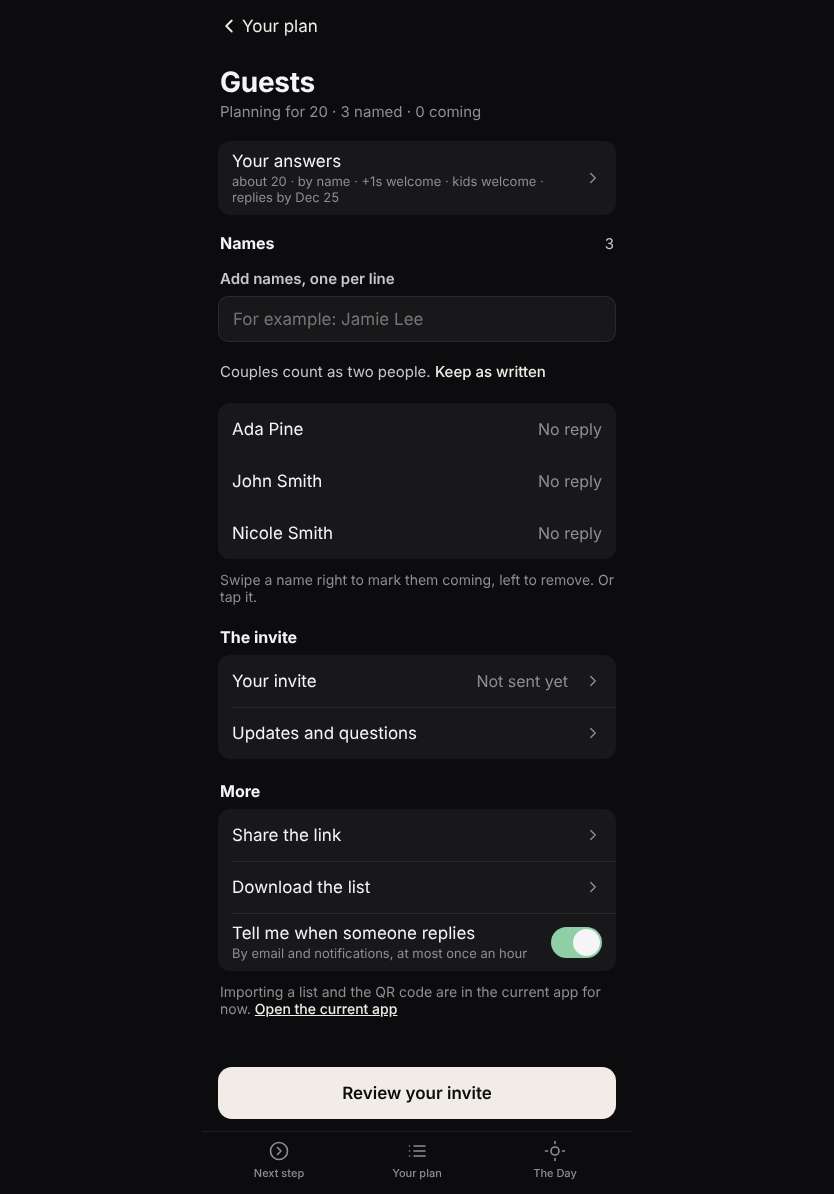 Your plan
Guests
Planning for 20 · 3 named · 0 coming
Your answers
about 20 · by name · +1s welcome · kids welcome ·
replies by Dec 25
Names 3
Add names, one per line
For example: Jamie Lee
Couples count as two people. Keep as written
Ada Pine No reply
John Smith No reply
Nicole Smith No reply
Swipe a name right to mark them coming, left to remove. Or
tap it.
The invite
Your invite Not sent yet
Updates and questions
More
Share the link
Download the list
Tell me when someone replies
By email and notifications, at most once an hour
Importing a list and the QR code are in the current app for
now. Open the current app
Review your invite
Next step Your plan The Day